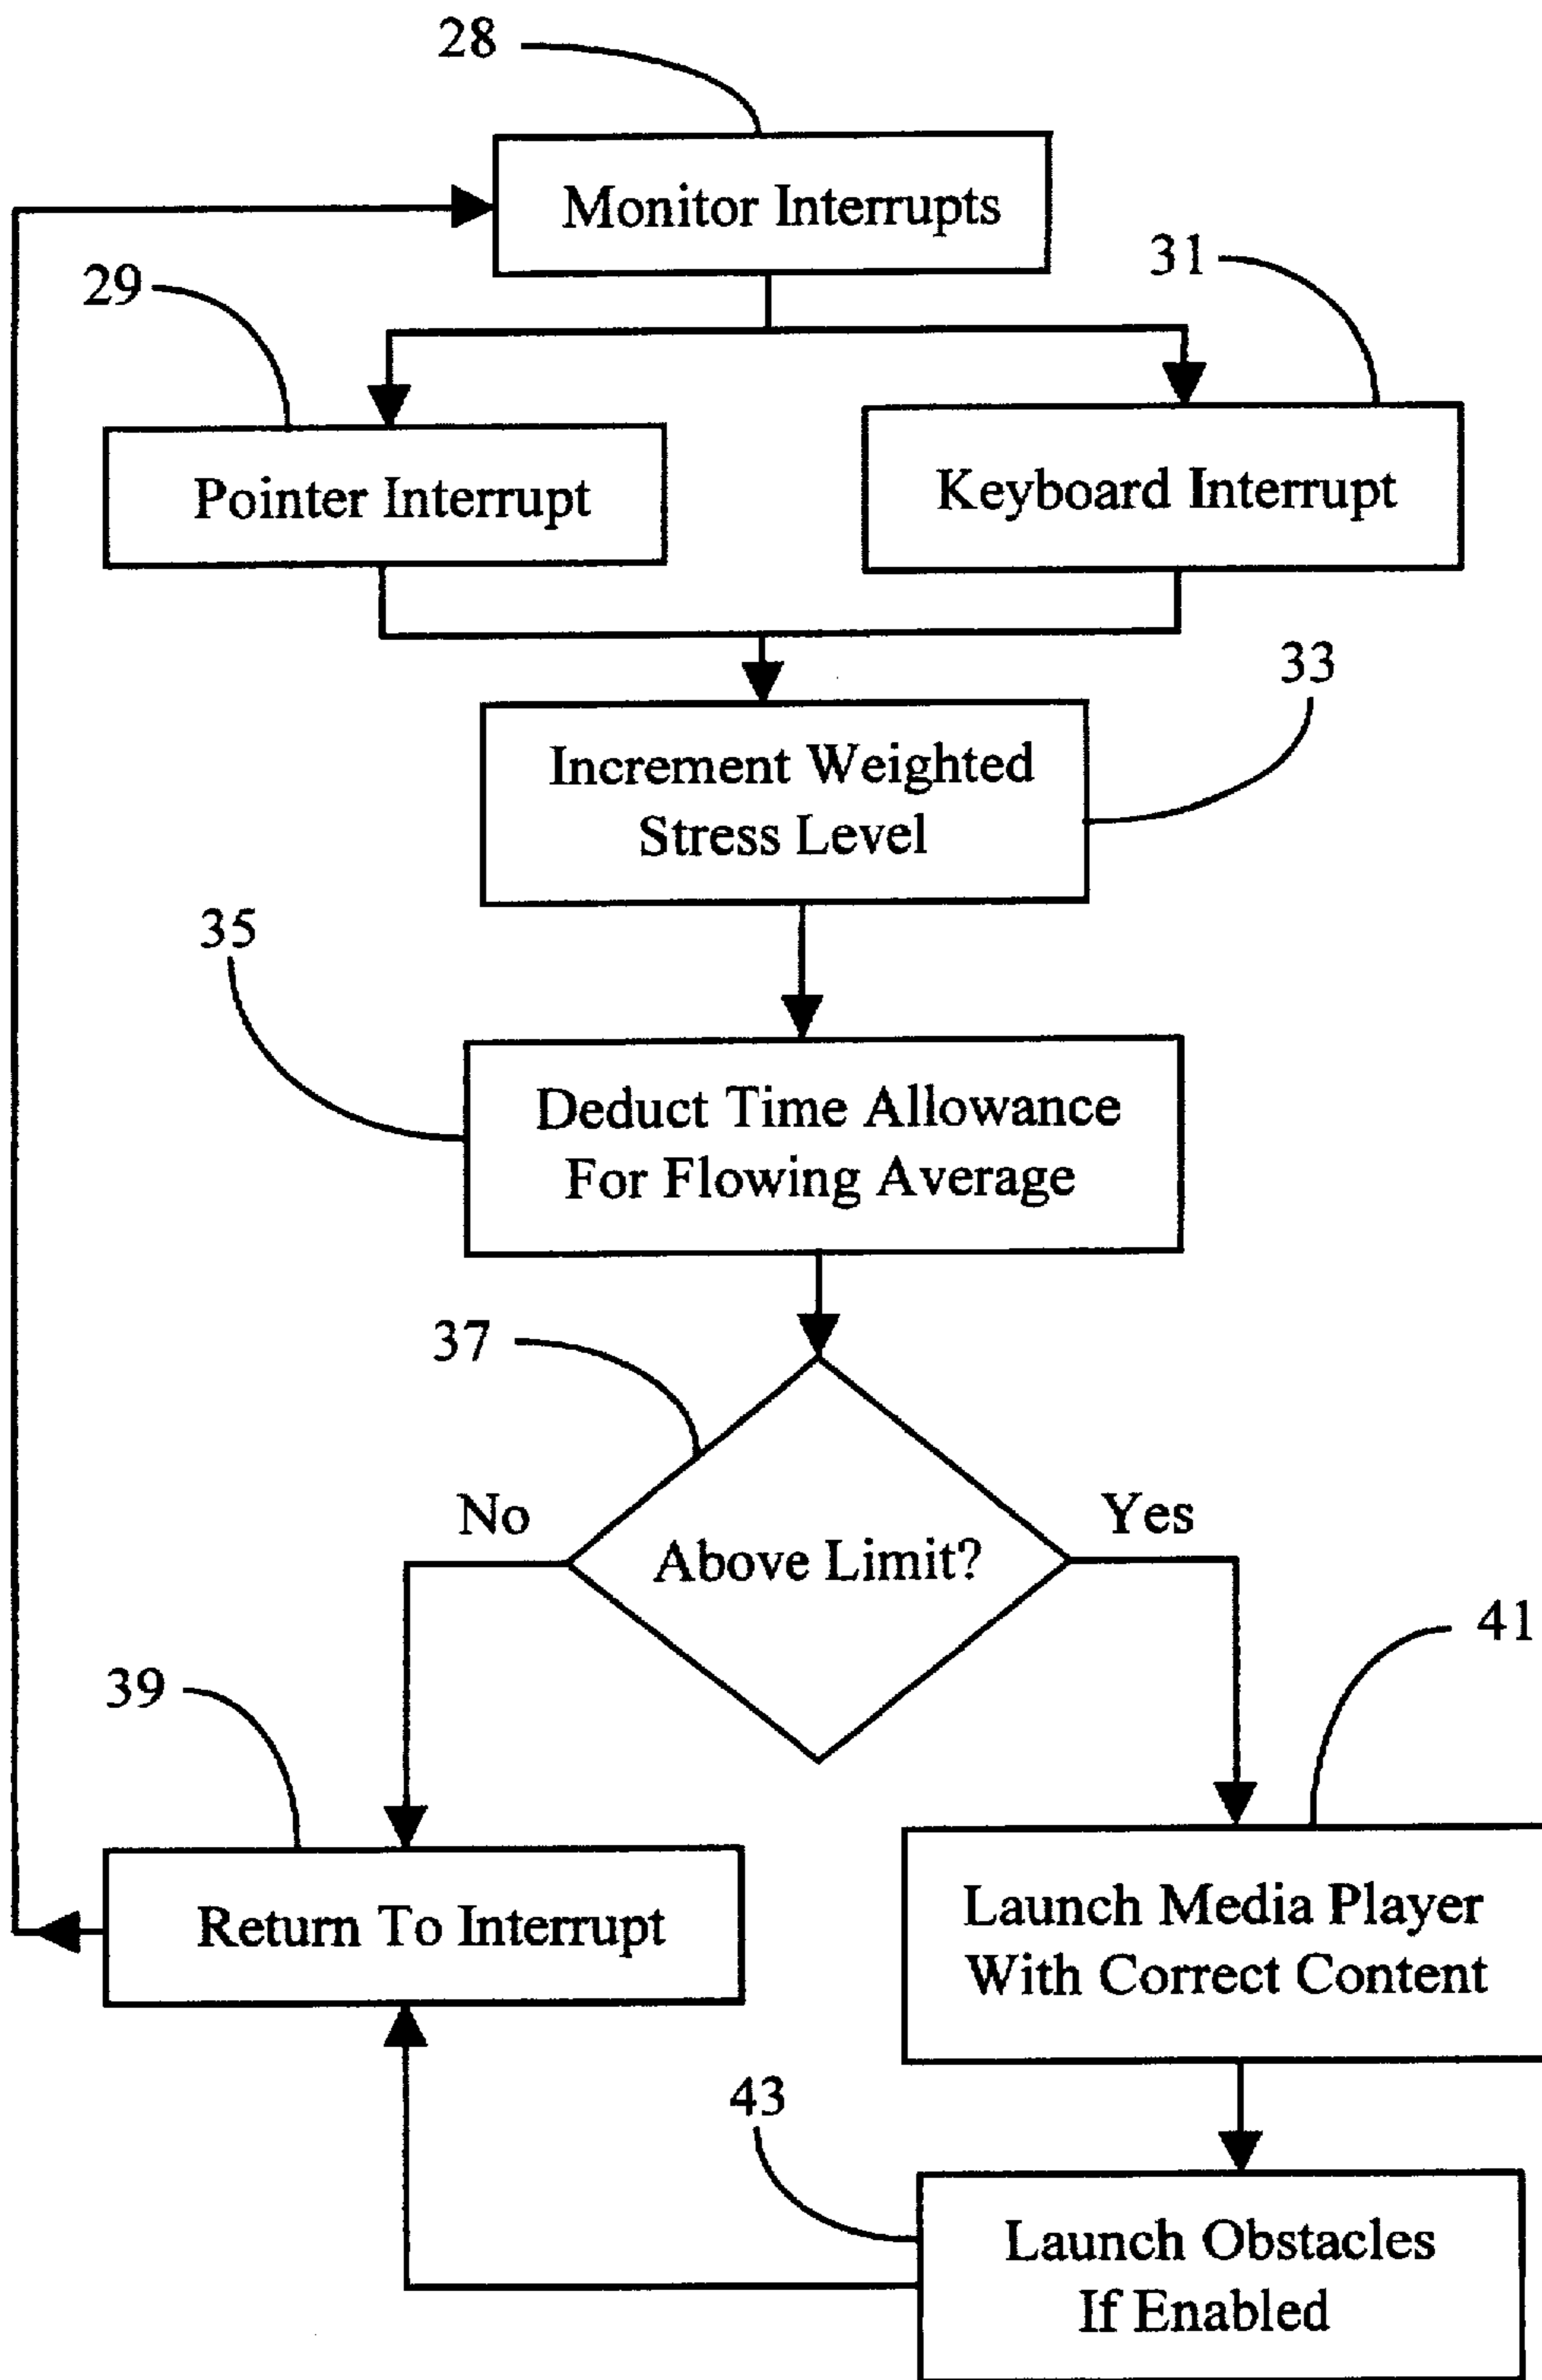 28
Monitor Interrupts
29
31
Pointer Interrupt
Keyboard Interrupt
33
Increment Weighted
Stress Level
35
Deduct Time Allowance
For Flowing Average
37
No
Yes
Above Limit?
41
39
Return To Interrupt
Launch Media Player
With Correct Content
43
Launch Obstacles
If Enabled